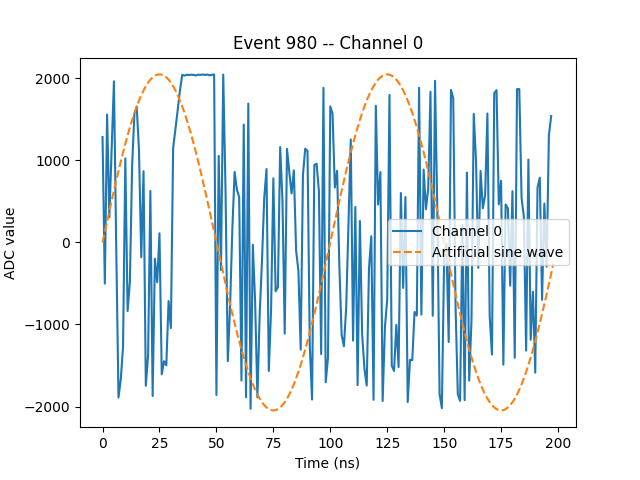 Event 980 -- Channel 0
ADC value
2000
1000
0
−1000
−2000
Channel 0
Artificial sine wave
0 25 50 75 100 125 150 175 200
Time (ns)